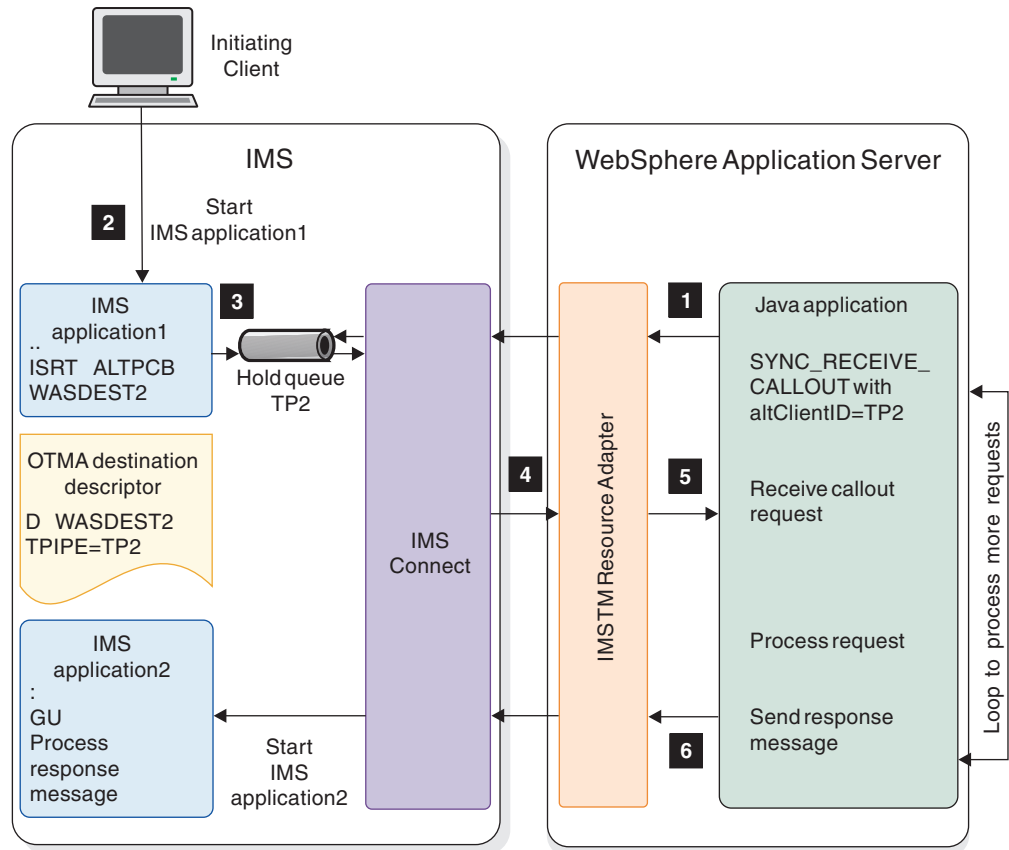 Initiating
Client
IMS
WebSphere Application Server
2
Start
IMS application1
IMS
application1
..
ISRT ALTPCB
WASDEST2
3
Hold queue
TP2
OTMA destination
descriptor
D WASDEST2
TPIPE=TP2
IMS
application2
:
GU
Process
response
message
Start
IMS
application2
IMS
Connect
4
IMS TM Resource Adapter
1
5
6
Java application
SYNC_RECEIVE_
CALLOUT with
altClientID=TP2
Receive callout
request
Process request
Send response
message
Loop to process more requests